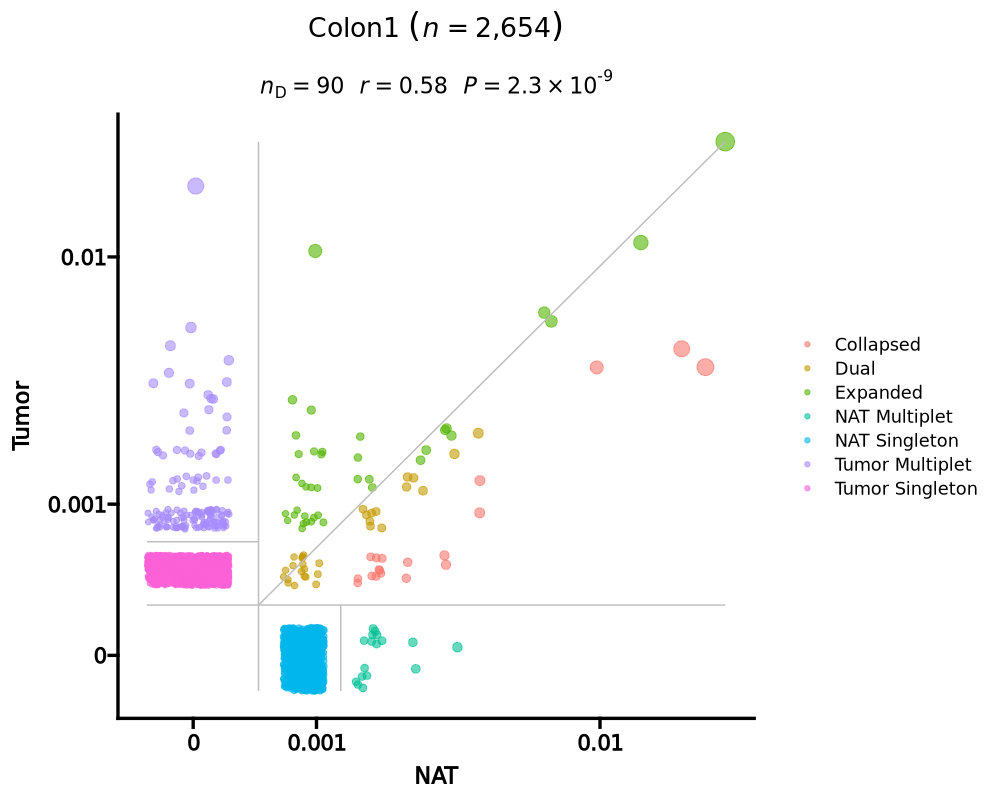 Colon1 (n = 2,654)
n_D = 90 r = 0.58 P = 2.3 × 10^-9
Tumor
0.01
0.001
0
0 0.001 0.01
NAT
Collapsed
Dual
Expanded
NAT Multiplet
NAT Singleton
Tumor Multiplet
Tumor Singleton